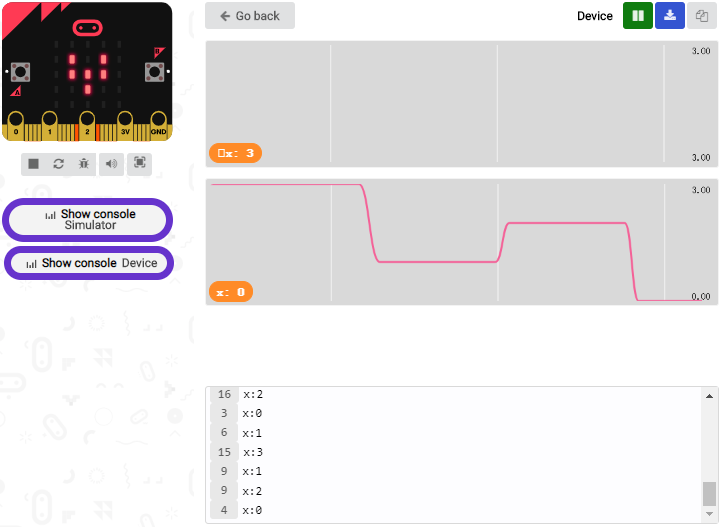 Go back
Device
B
A
0 1 2 3V GND
3.00
3.00
x: 3
Show console
Simulator
Show console Device
3.00
0.00
x: 0
16 x:2
3 x:0
6 x:1
15 x:3
9 x:1
9 x:2
4 x:0